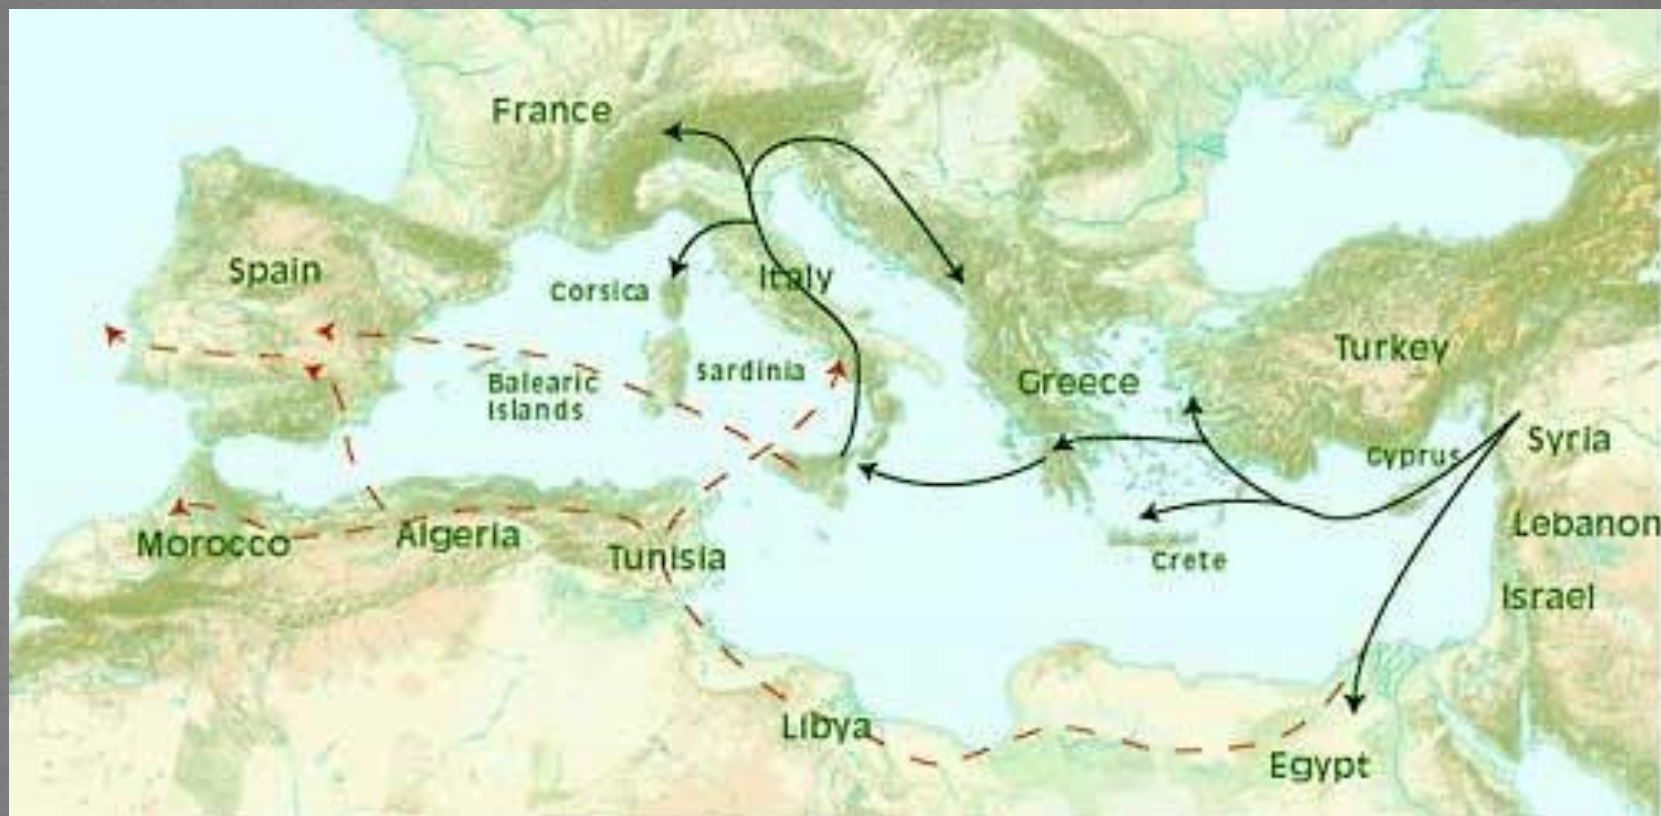 France
Spain
Corsica
Italy
Turkey
Sardinia
Balearic
Islands
Greece
Cyprus
Syria
Morocco
Algeria
Tunisia
Lebanon
Crete
Israel
Libya
Egypt